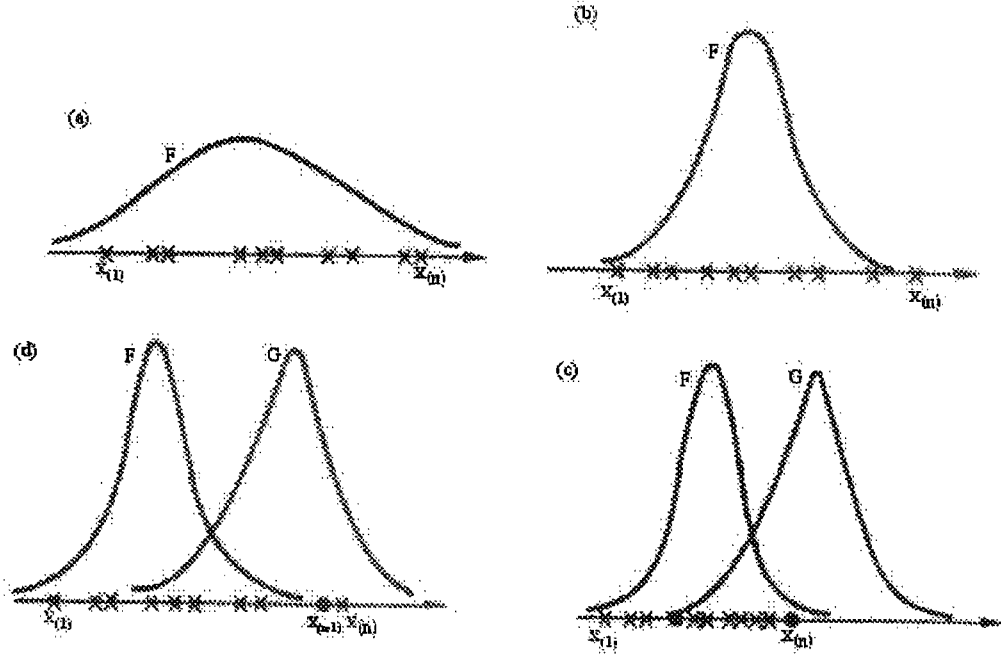 (a)
F
x(1)
x(n)
(b)
F
x(1)
x(n)
(d)
F
G
x(1)
x(n-1)
x(n)
(c)
F
G
x(1)
x(n)